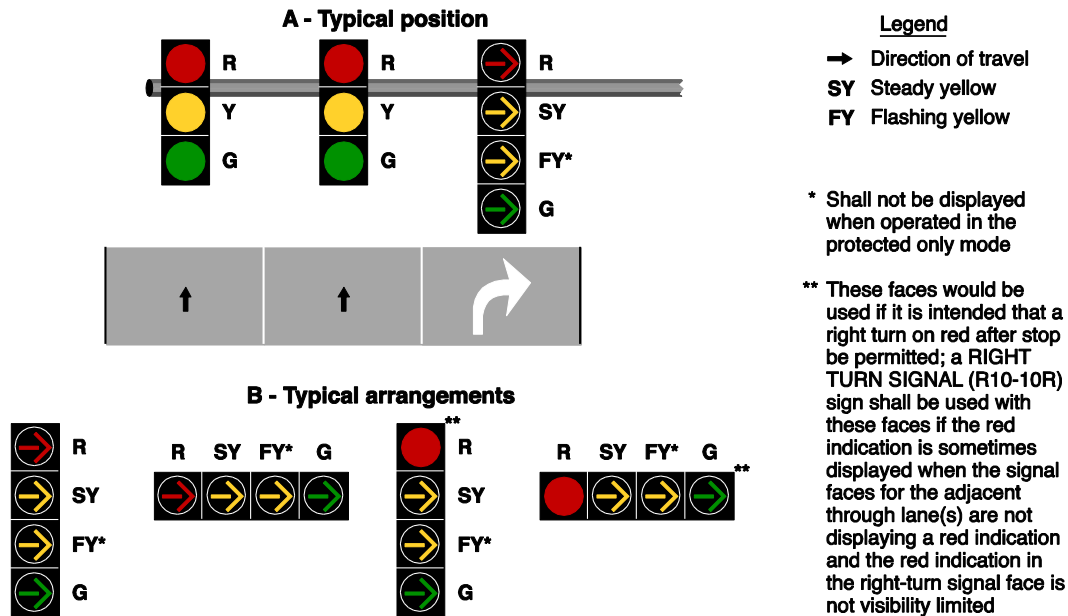 A - Typical position
R
Y
G
R
Y
G
R
SY
FY*
G
Legend
Direction of travel
SY Steady yellow
FY Flashing yellow
* Shall not be displayed
when operated in the
protected only mode
** These faces would be
used if it is intended that a
right turn on red after stop
be permitted; a RIGHT
TURN SIGNAL (R10-10R)
sign shall be used with
these faces if the red
indication is sometimes
displayed when the signal
faces for the adjacent
through lane(s) are not
displaying a red indication
and the red indication in
the right-turn signal face is
not visibility limited
B - Typical arrangements
R
SY
FY*
G
R SY FY* G
**
R
SY
FY*
G
R SY FY* G
**